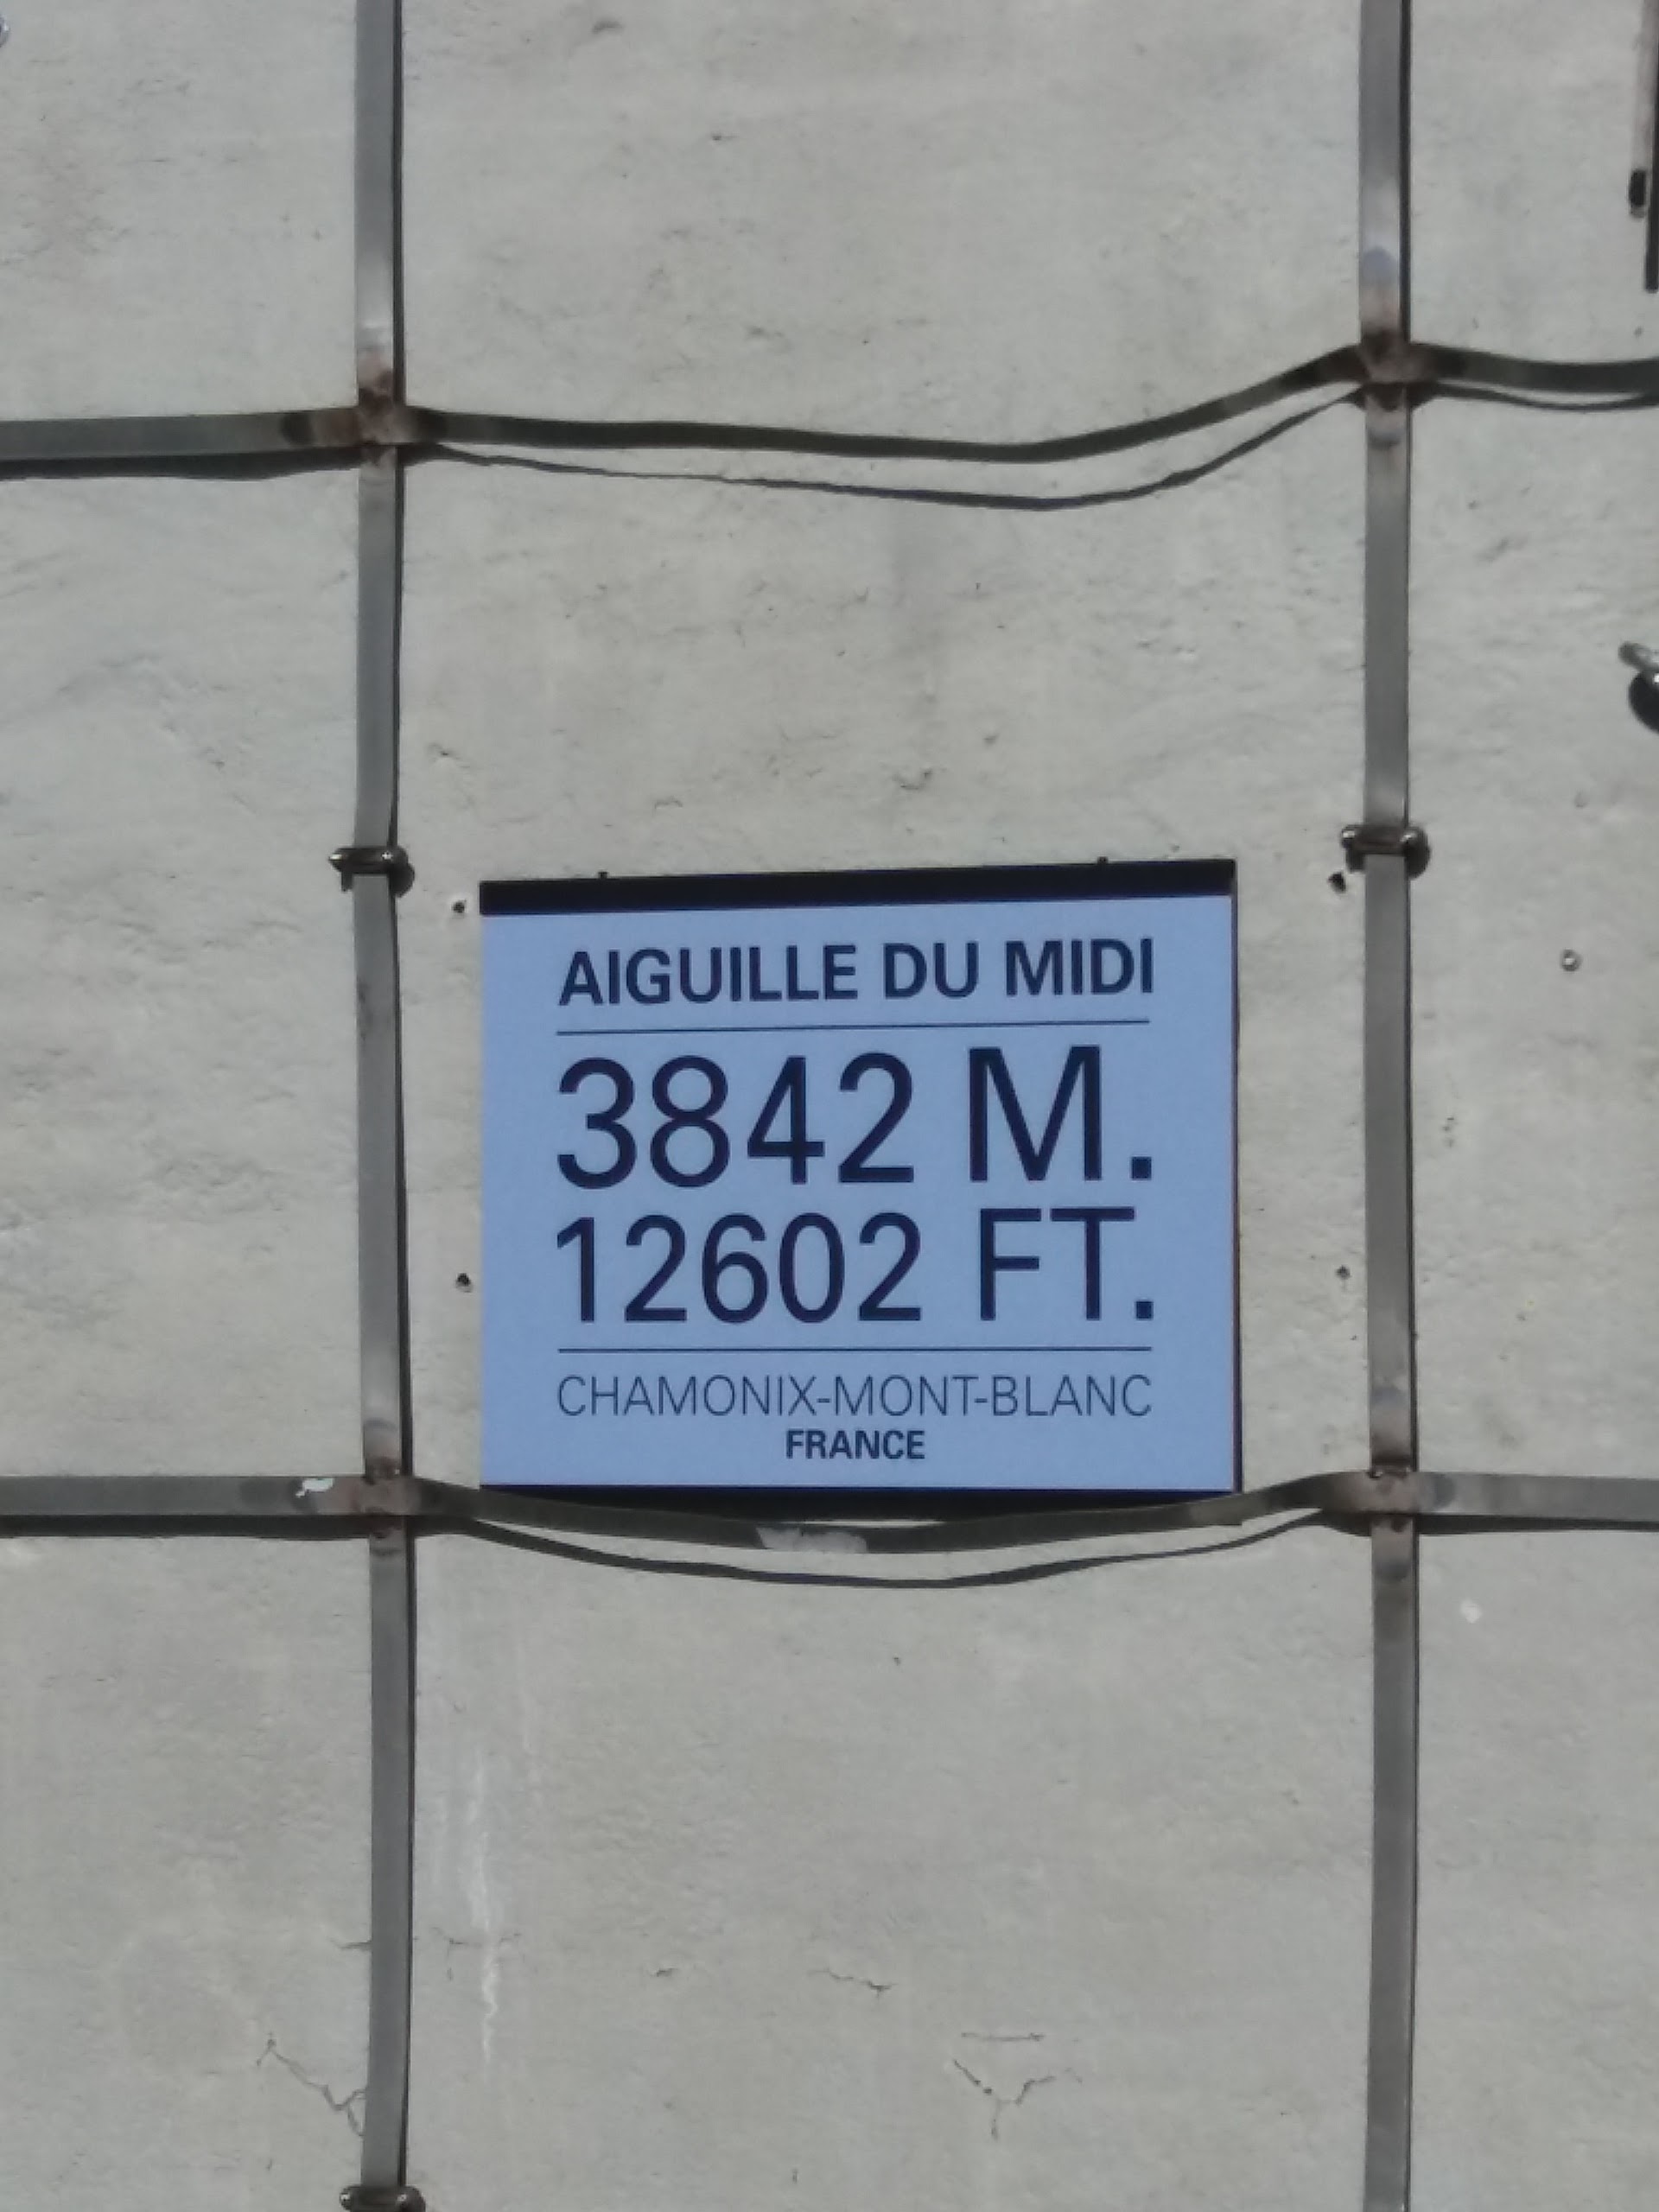 AIGUILLE DU MIDI
3842 M.
12602 FT.
CHAMONIX-MONT-BLANC
FRANCE